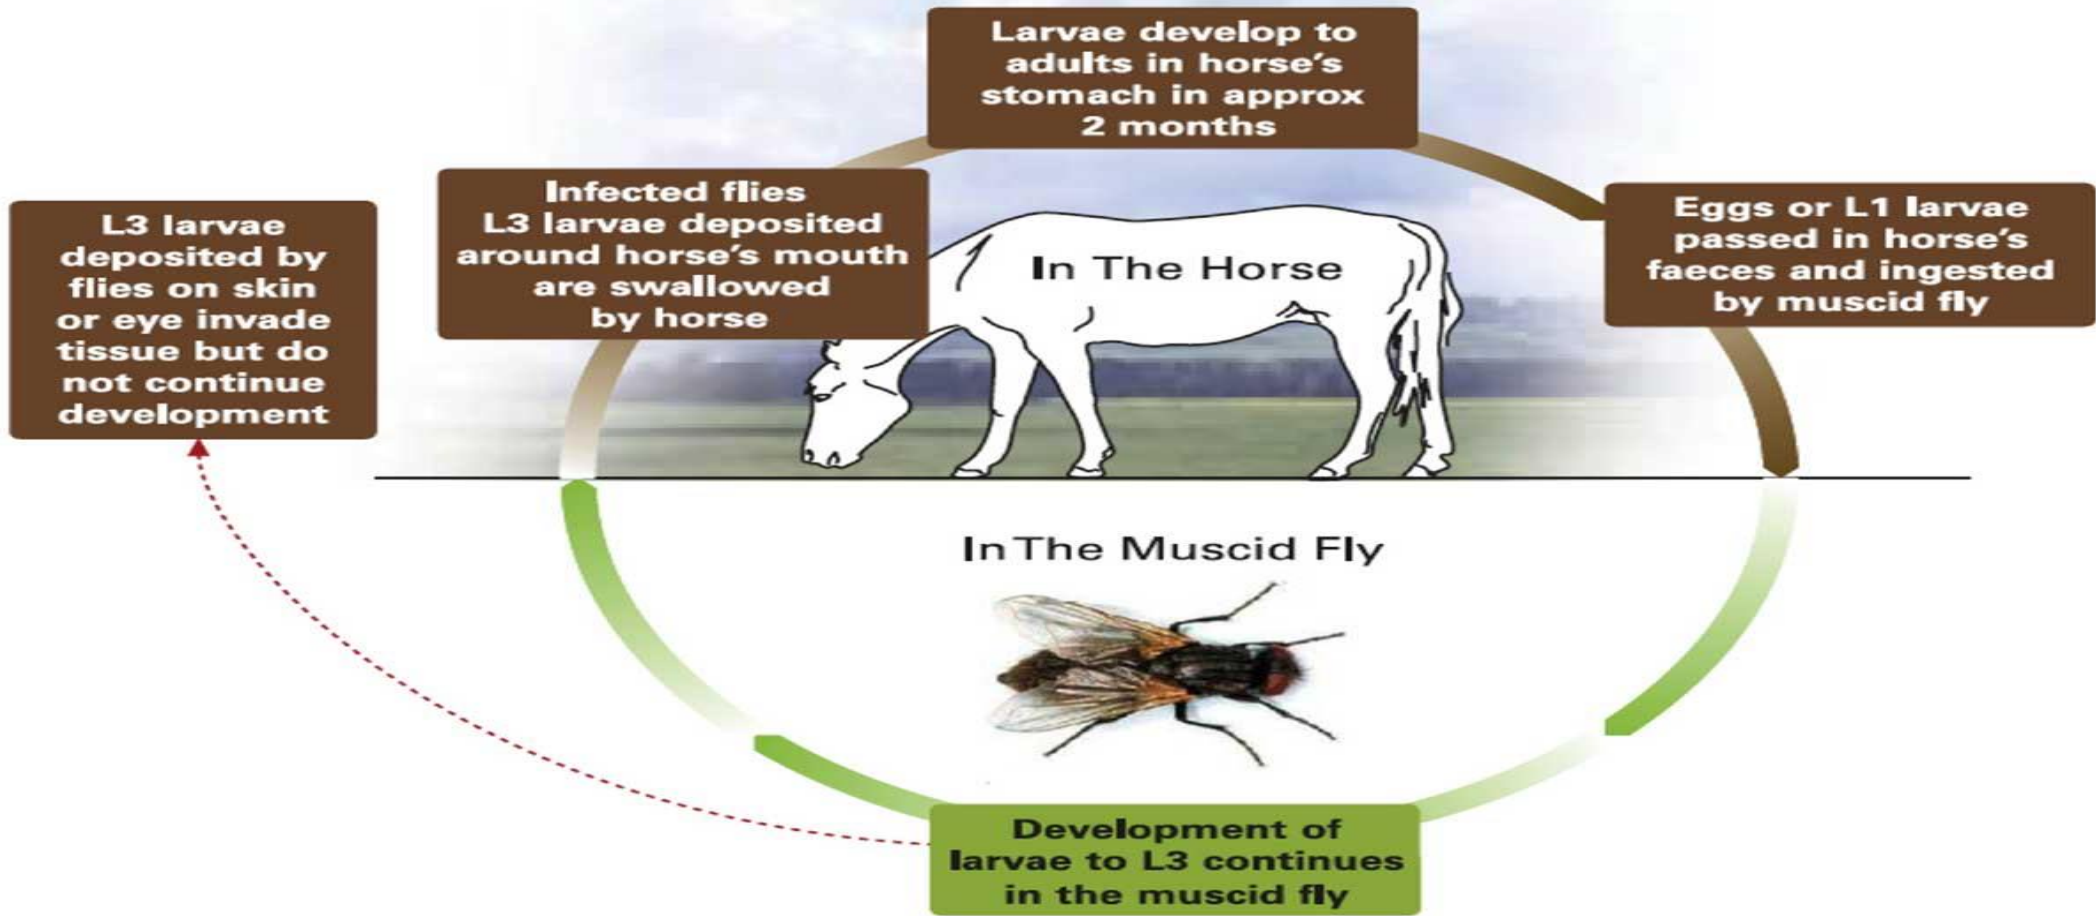 Larvae develop to
adults in horse's
stomach in approx
2 months
Infected flies
L3 larvae deposited
around horse's mouth
are swallowed
by horse
Eggs or L1 larvae
passed in horse's
faeces and ingested
by muscid fly
L3 larvae
deposited by
flies on skin
or eye invade
tissue but do
not continue
development
In The Horse
In The Muscid Fly
Development of
larvae to L3 continues
in the muscid fly